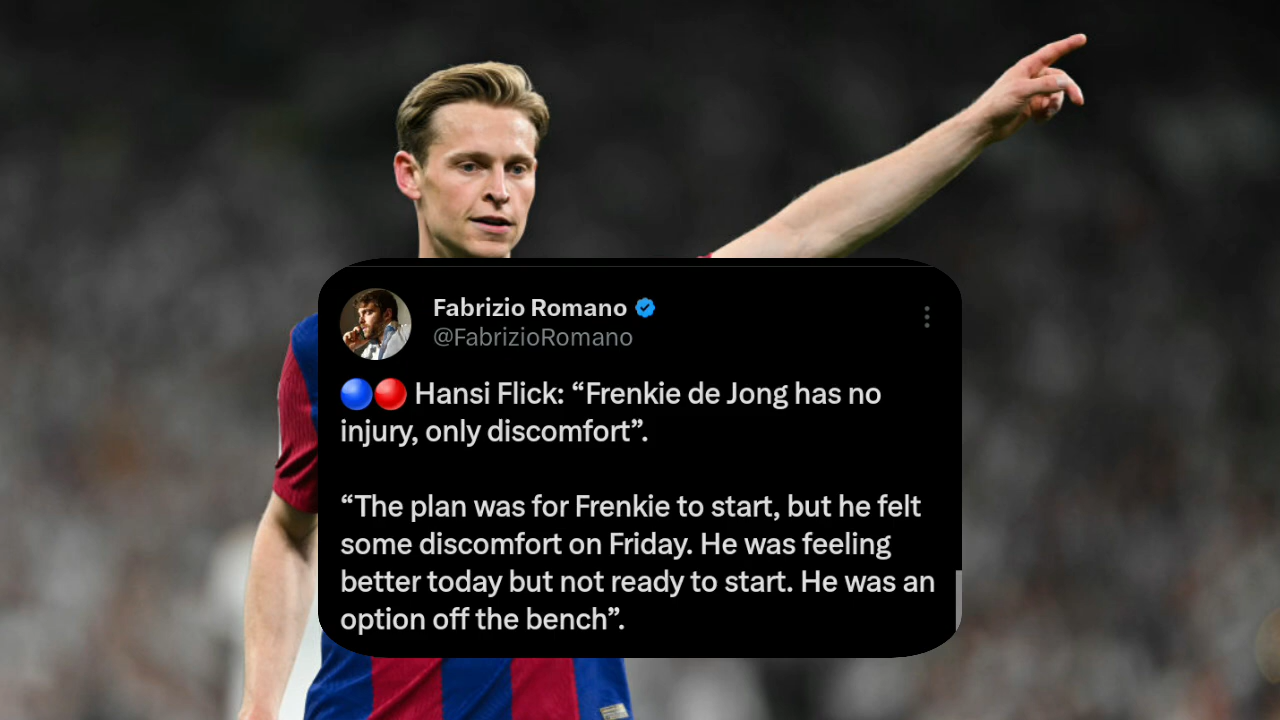 Fabrizio Romano
@FabrizioRomano
🔵🔴 Hansi Flick: “Frenkie de Jong has no
injury, only discomfort”.
“The plan was for Frenkie to start, but he felt
some discomfort on Friday. He was feeling
better today but not ready to start. He was an
option off the bench”.